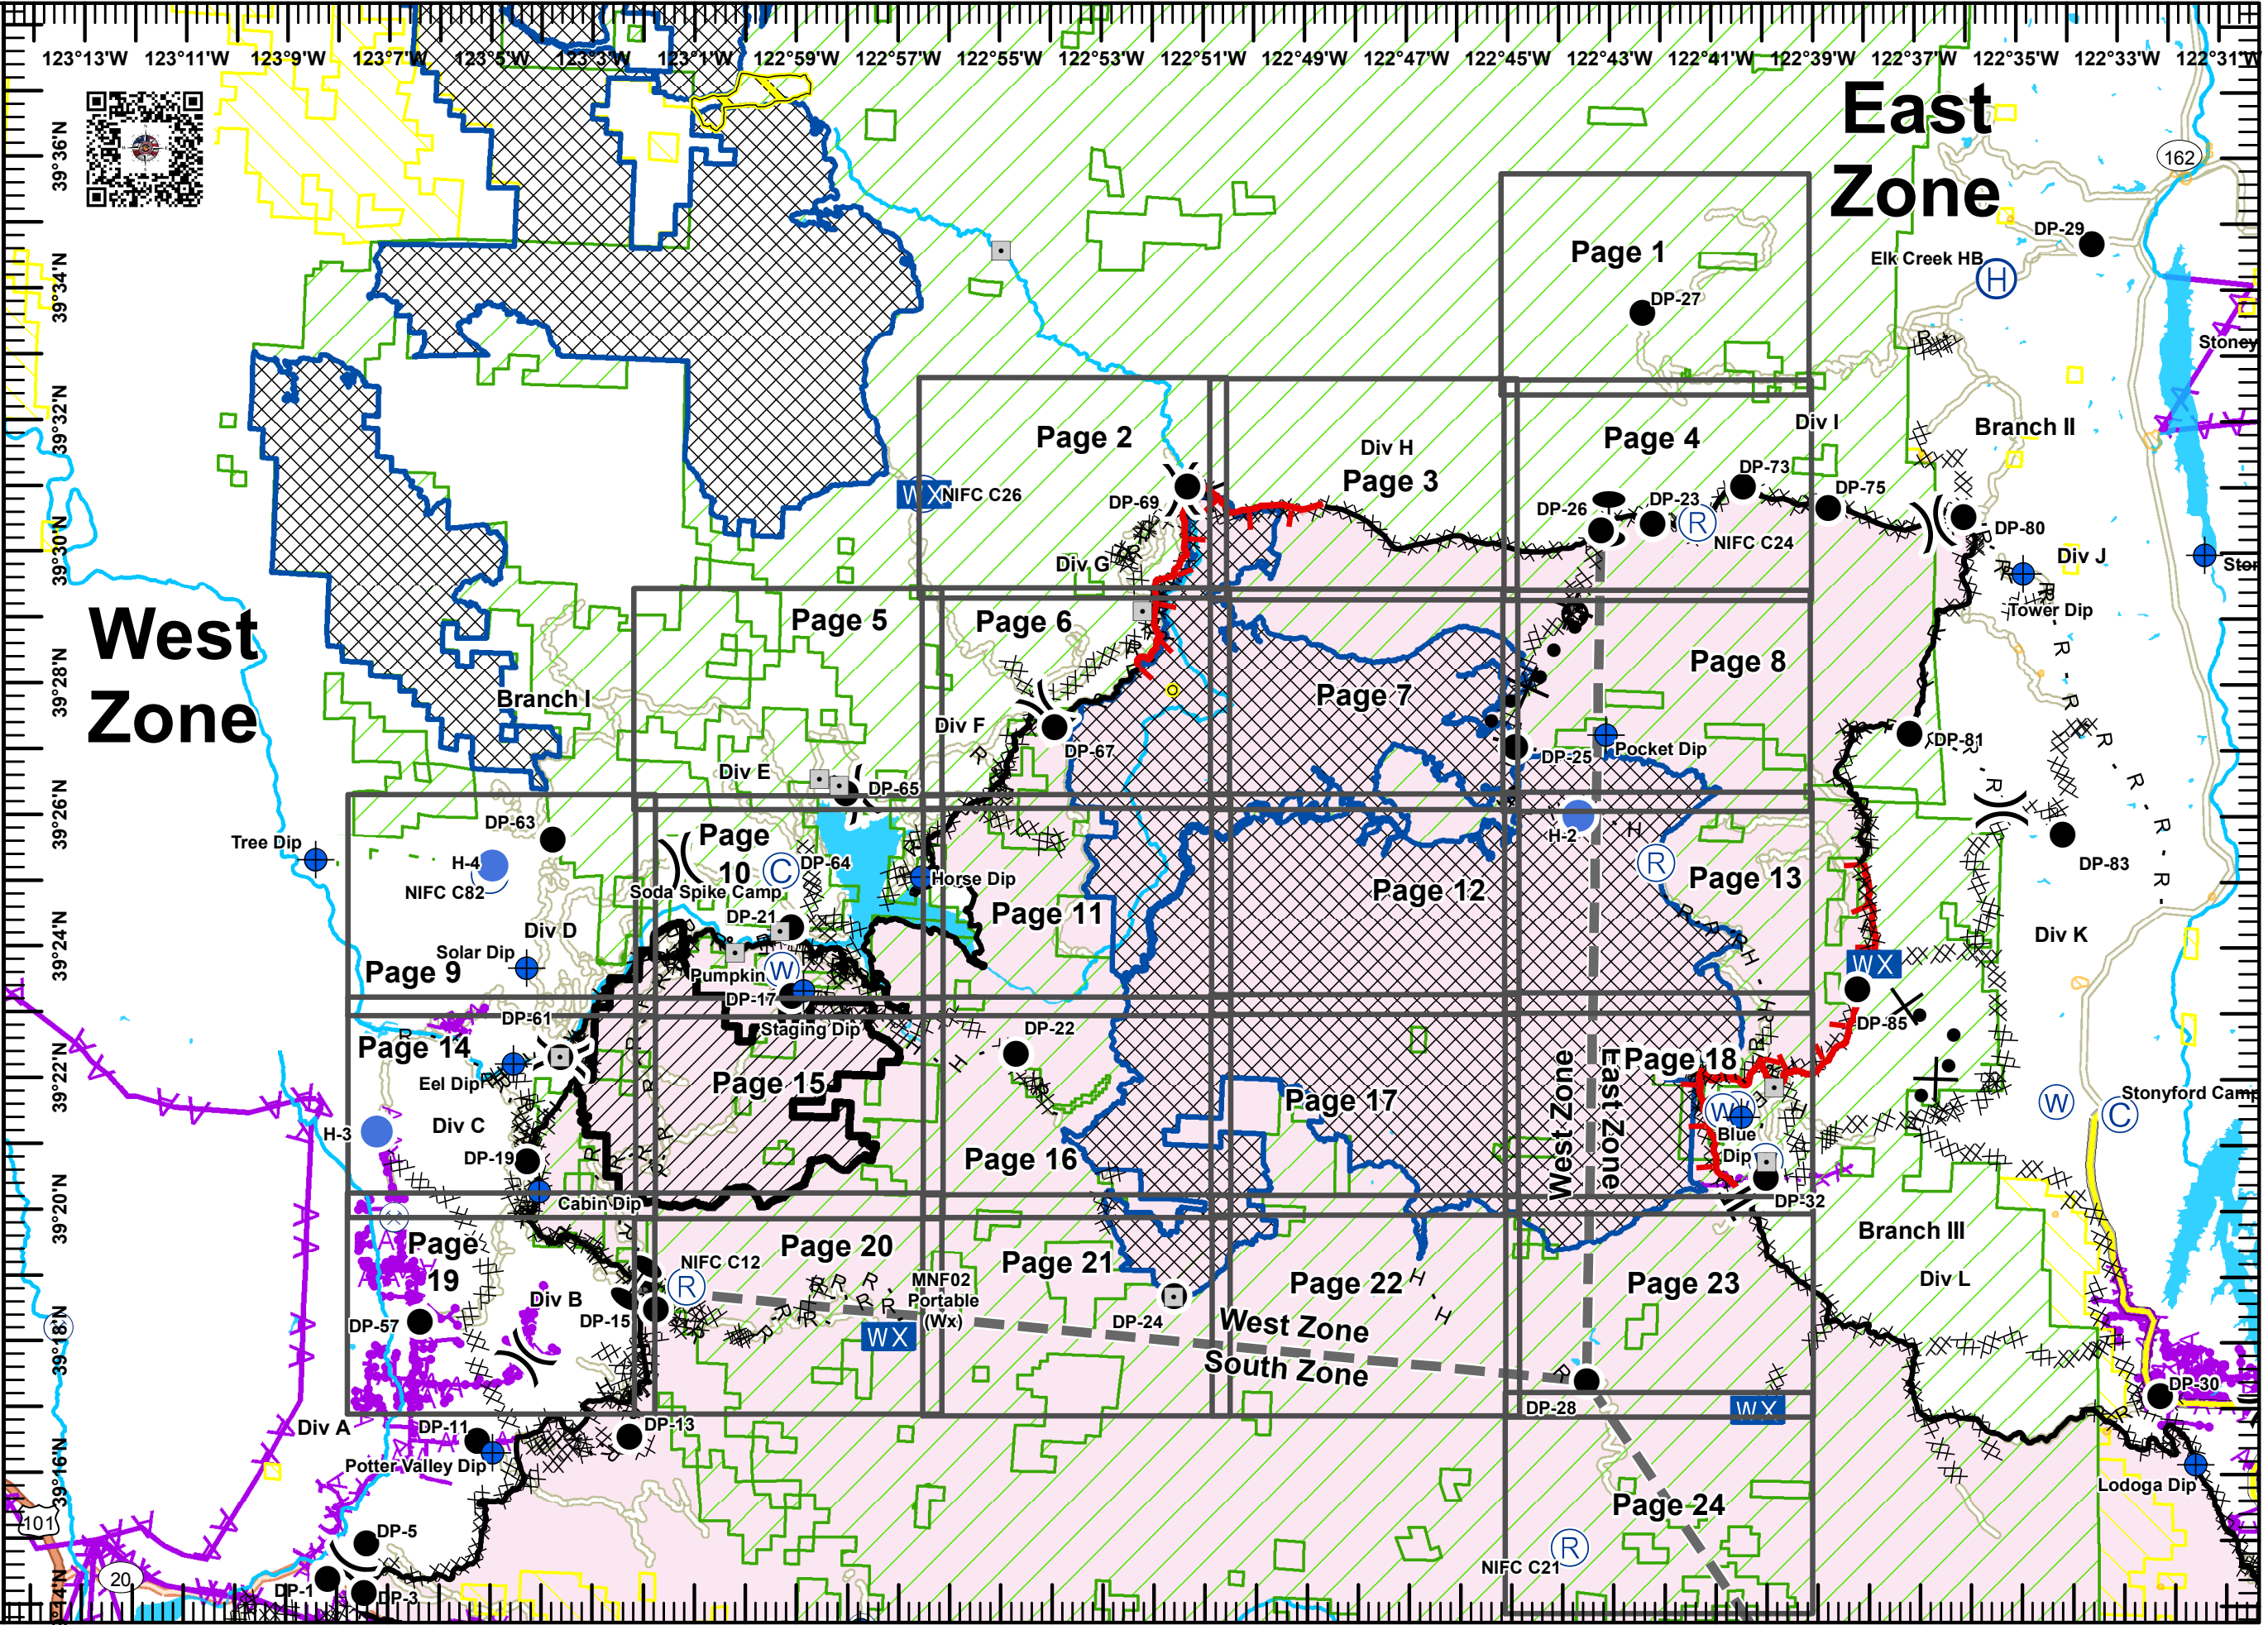 123°13'W 123°11'W 123°9'W 123°7'W 123°5'W 123°3'W 123°1'W 122°59'W 122°57'W 122°55'W 122°53'W 122°51'W 122°49'W 122°47'W 122°45'W 122°43'W 122°41'W 122°39'W 122°37'W 122°35'W 122°33'W 122°31'W
39°36'N
39°34'N
39°32'N
39°30'N
39°28'N
39°26'N
39°24'N
39°22'N
39°20'N
39°18'N
39°16'N
East
Zone
162
DP-29
Elk Creek HB
H
Page 1
DP-27
Stoney
Page 2
Div H
Page 3
Page 4
Div I
Branch II
DP-73
DP-75
WX NIFC C26
DP-69
DP-26
DP-23
R
NIFC C24
DP-80
Div J
Tower Dip
Div G
West
Zone
Page 5
Page 6
Page 7
Page 8
Branch I
Div F
DP-67
DP-25
Pocket Dip
DP-81
Div E
DP-65
H-2
R
DP-83
Tree Dip
DP-63
H-4
NIFC C82
Page
10
C
DP-64
Soda Spike Camp
Horse Dip
Page 11
Page 12
Page 13
DP-21
Div D
Solar Dip
Page 9
Pumpkin
W
DP-17
Staging Dip
Div K
WX
DP-85
DP-61
Page 14
Eel Dip
DP-22
Page 15
Page 16
Page 17
Page 18
West Zone
East Zone
W
Blue
Dip
W
C
Stonyford Camp
H-3
Div C
DP-19
Cabin Dip
DP-32
Branch III
Div L
Page
19
Page 20
NIFC C12
R
MNF02
Portable
(Wx)
WX
Page 21
Page 22
Page 23
Div B
DP-15
DP-57
DP-24
West Zone
South Zone
DP-28
WX
DP-30
Div A
DP-11
DP-13
Potter Valley Dip
Lodoga Dip
Page 24
R
NIFC C21
101
20
DP-5
DP-1
DP-3